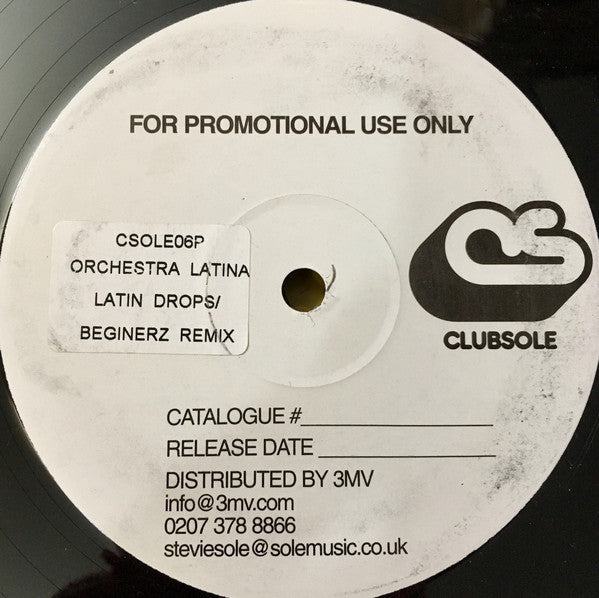 FOR PROMOTIONAL USE ONLY
CSOLE06P
ORCHESTRA LATINA
LATIN DROPS/
BEGINERZ REMIX
CS
CLUBSOLE
CATALOGUE #
RELEASE DATE
DISTRIBUTED BY 3MV
info@3mv.com
0207 378 8866
steviesole@solemusic.co.uk